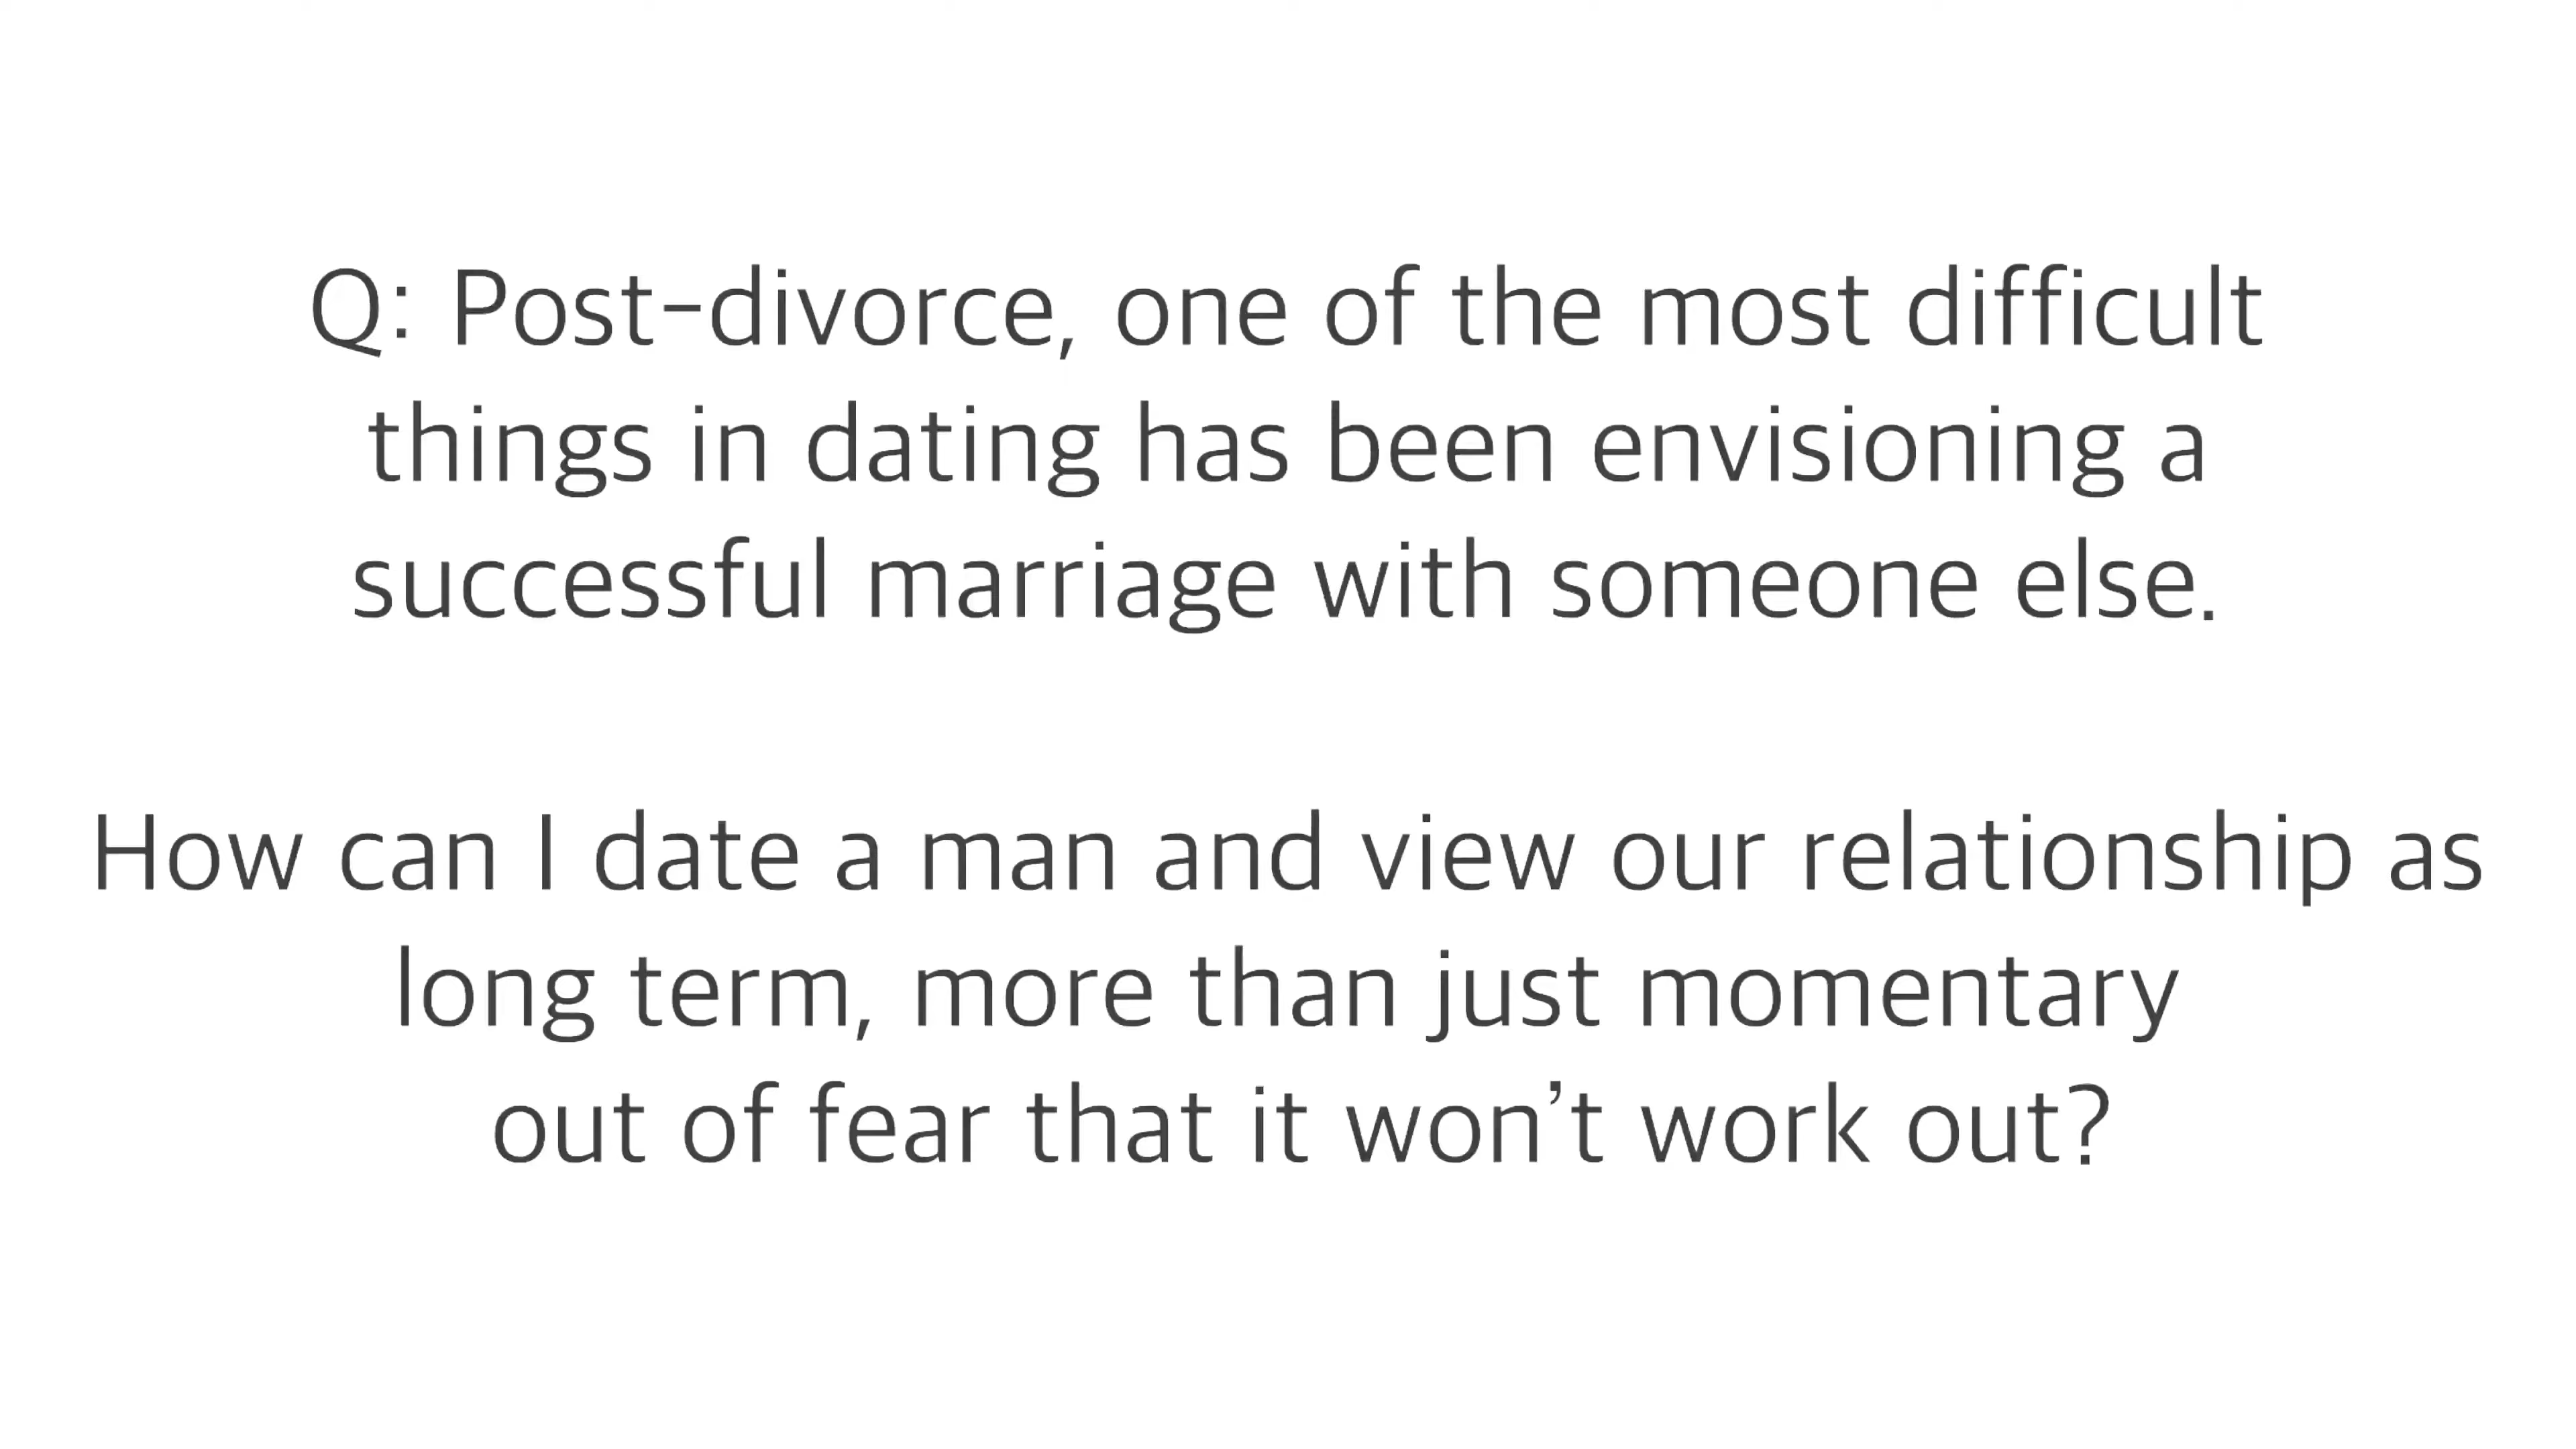 Q: Post-divorce, one of the most difficult
things in dating has been envisioning a
successful marriage with someone else.
How can I date a man and view our relationship as
long term, more than just momentary
out of fear that it won’t work out?